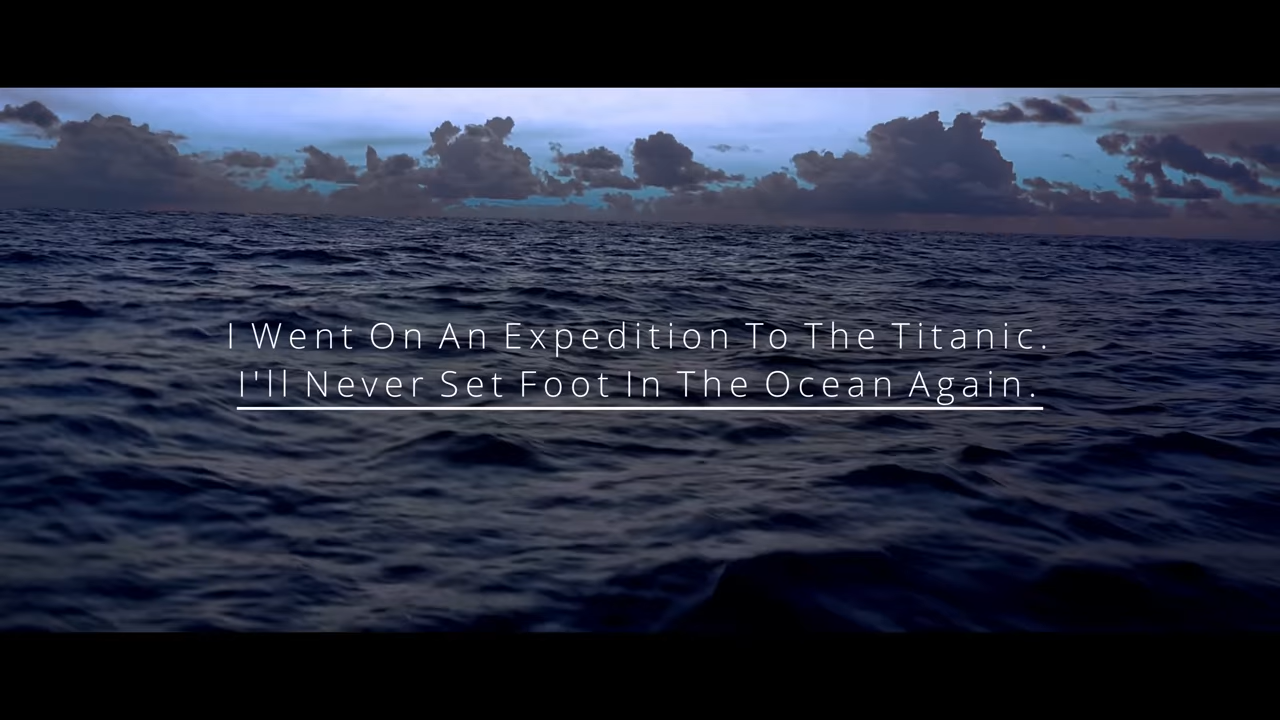 I Went On An Expedition To The Titanic.
I'll Never Set Foot In The Ocean Again.